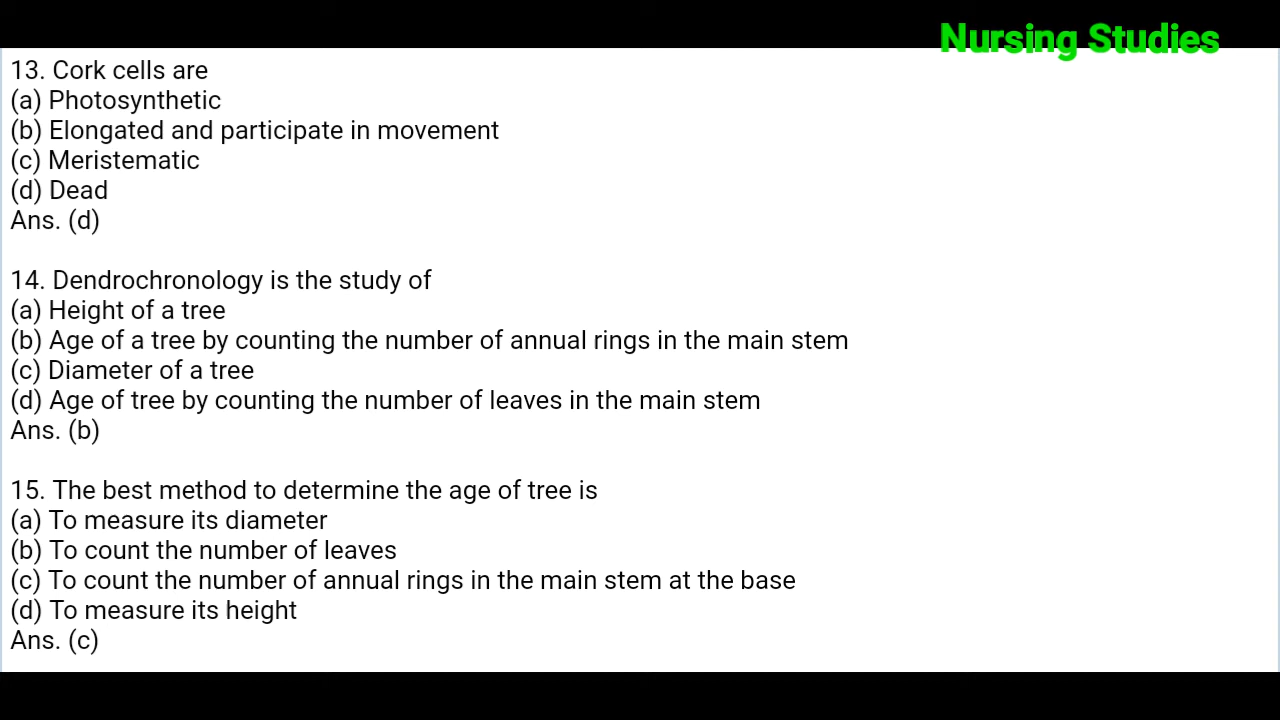 Nursing Studies
13. Cork cells are
(a) Photosynthetic
(b) Elongated and participate in movement
(c) Meristematic
(d) Dead
Ans. (d)
14. Dendrochronology is the study of
(a) Height of a tree
(b) Age of a tree by counting the number of annual rings in the main stem
(c) Diameter of a tree
(d) Age of tree by counting the number of leaves in the main stem
Ans. (b)
15. The best method to determine the age of tree is
(a) To measure its diameter
(b) To count the number of leaves
(c) To count the number of annual rings in the main stem at the base
(d) To measure its height
Ans. (c)